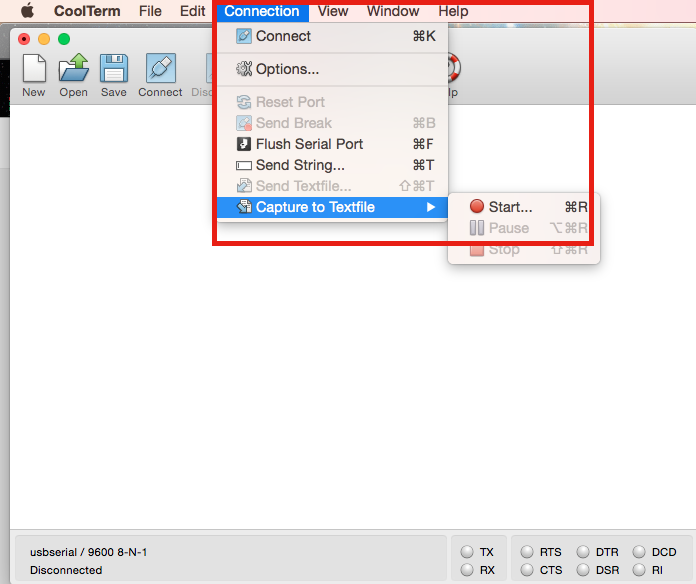 CoolTerm File Edit Connection View Window Help
Connect ⌘K
Options...
New Open Save Connect Disc lp
Reset Port
Send Break ⌘B
Flush Serial Port ⌘F
Send String... ⌘T
Send Textfile... ⇧⌘T
Capture to Textfile ▶
Start... ⌘R
Pause ⌥⌘R
Stop ⇧⌘R
usbserial / 9600 8-N-1
Disconnected
TX RTS DTR DCD
RX CTS DSR RI